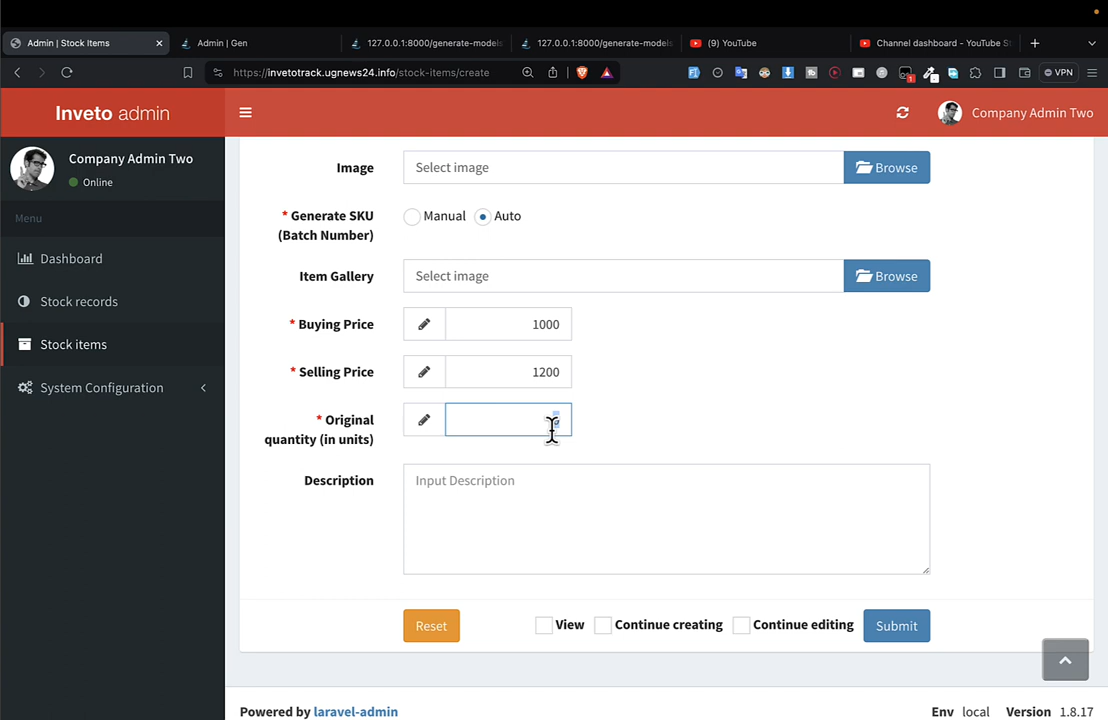 Admin | Stock Items
Admin | Gen
127.0.0.1:8000/generate-models
127.0.0.1:8000/generate-models
(9) YouTube
Channel dashboard - YouTube St
https://invetotrack.ugnews24.info/stock-items/create
1
VPN
Inveto admin
Company Admin Two
Company Admin Two
Online
Menu
Dashboard
Stock records
Stock items
System Configuration
Image
Select image
Browse
* Generate SKU
(Batch Number)
Manual
Auto
Item Gallery
Select image
Browse
* Buying Price
1000
* Selling Price
1200
* Original
quantity (in units)
Description
Input Description
Reset
View
Continue creating
Continue editing
Submit
Powered by laravel-admin
Env local
Version 1.8.17